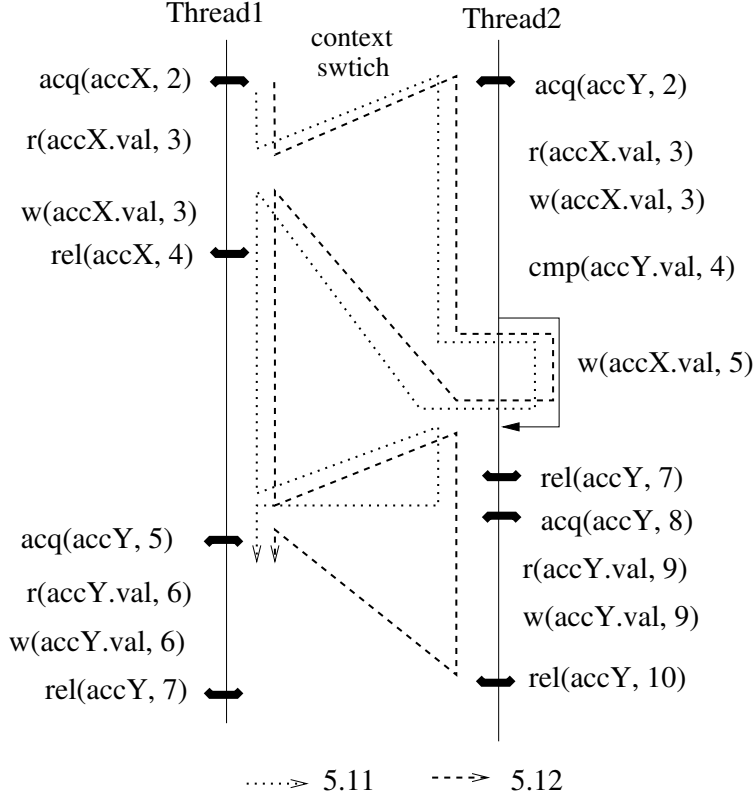 Thread1
Thread2
context
swtich
acq(accX, 2)
r(accX.val, 3)
w(accX.val, 3)
rel(accX, 4)
acq(accY, 5)
r(accY.val, 6)
w(accY.val, 6)
rel(accY, 7)
acq(accY, 2)
r(accX.val, 3)
w(accX.val, 3)
cmp(accY.val, 4)
w(accX.val, 5)
rel(accY, 7)
acq(accY, 8)
r(accY.val, 9)
w(accY.val, 9)
rel(accY, 10)
5.11
5.12